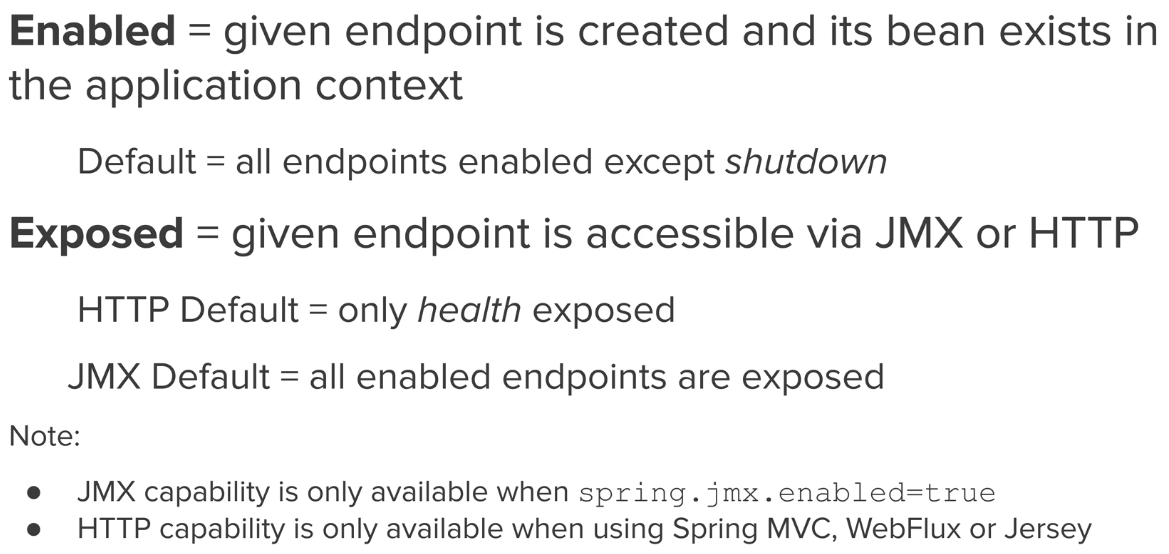 Enabled = given endpoint is created and its bean exists in
the application context
Default = all endpoints enabled except shutdown
Exposed = given endpoint is accessible via JMX or HTTP
HTTP Default = only health exposed
JMX Default = all enabled endpoints are exposed
Note:
● JMX capability is only available when spring.jmx.enabled=true
● HTTP capability is only available when using Spring MVC, WebFlux or Jersey